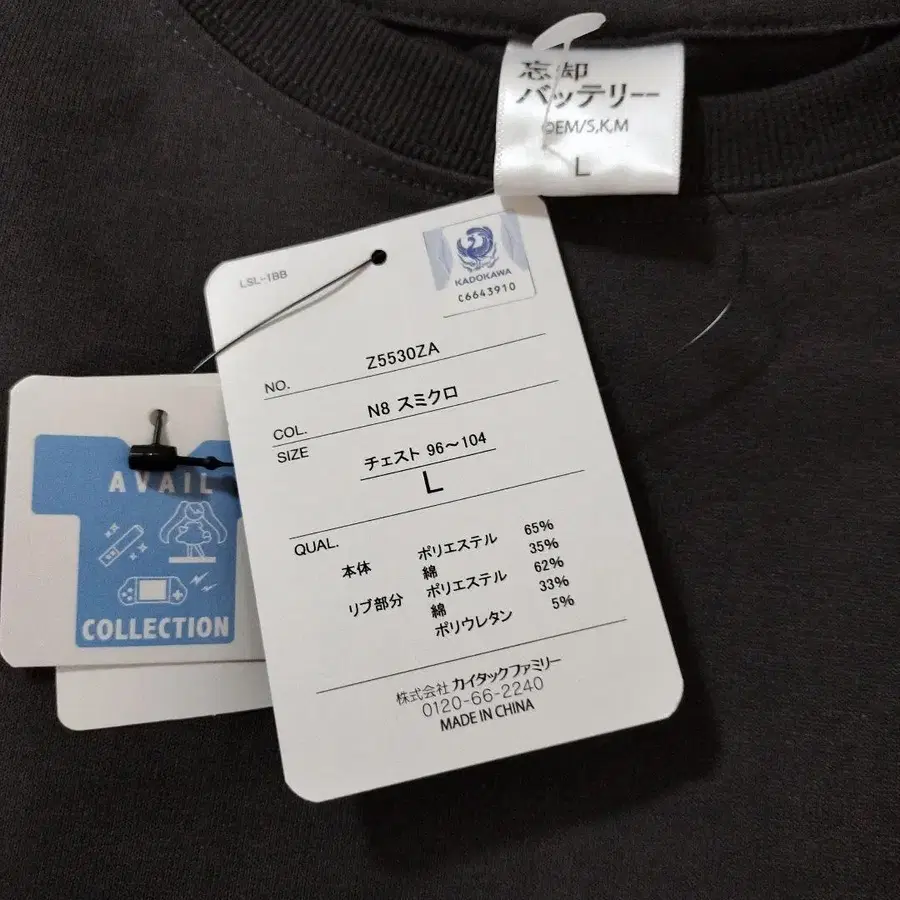 忘却
バッテリー
©EM/S,K,M
L
LSL-1BB
KADOKAWA
C6643910
NO. Z5530ZA
COL. N8 スミクロ
SIZE チェスト 96〜104
L
QUAL.
本体 ポリエステル 65%
綿 35%
リブ部分 ポリエステル 62%
綿 33%
ポリウレタン 5%
株式会社 カイタックファミリー
0120-66-2240
MADE IN CHINA
AVAIL
COLLECTION